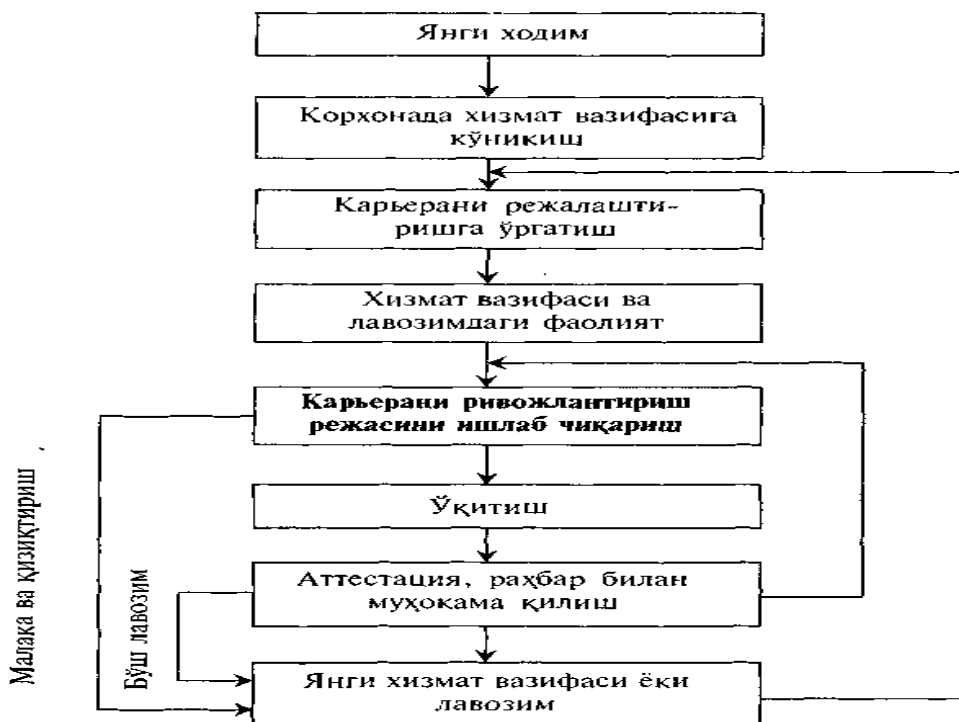 Янги ходим
Корхонада хизмат вазифасига
кўникиш
Карьерани режалашти-
ришга ўргатиш
Хизмат вазифаси ва
лавозимдаги фаолият
Карьерани ривожлантириш
режасини ишлаб чиқариш
Ўқитиш
Аттестация, раҳбар билан
муҳокама қилиш
Янги хизмат вазифаси ёки
лавозим
Малака ва қизиқтириш
Бўш лавозим